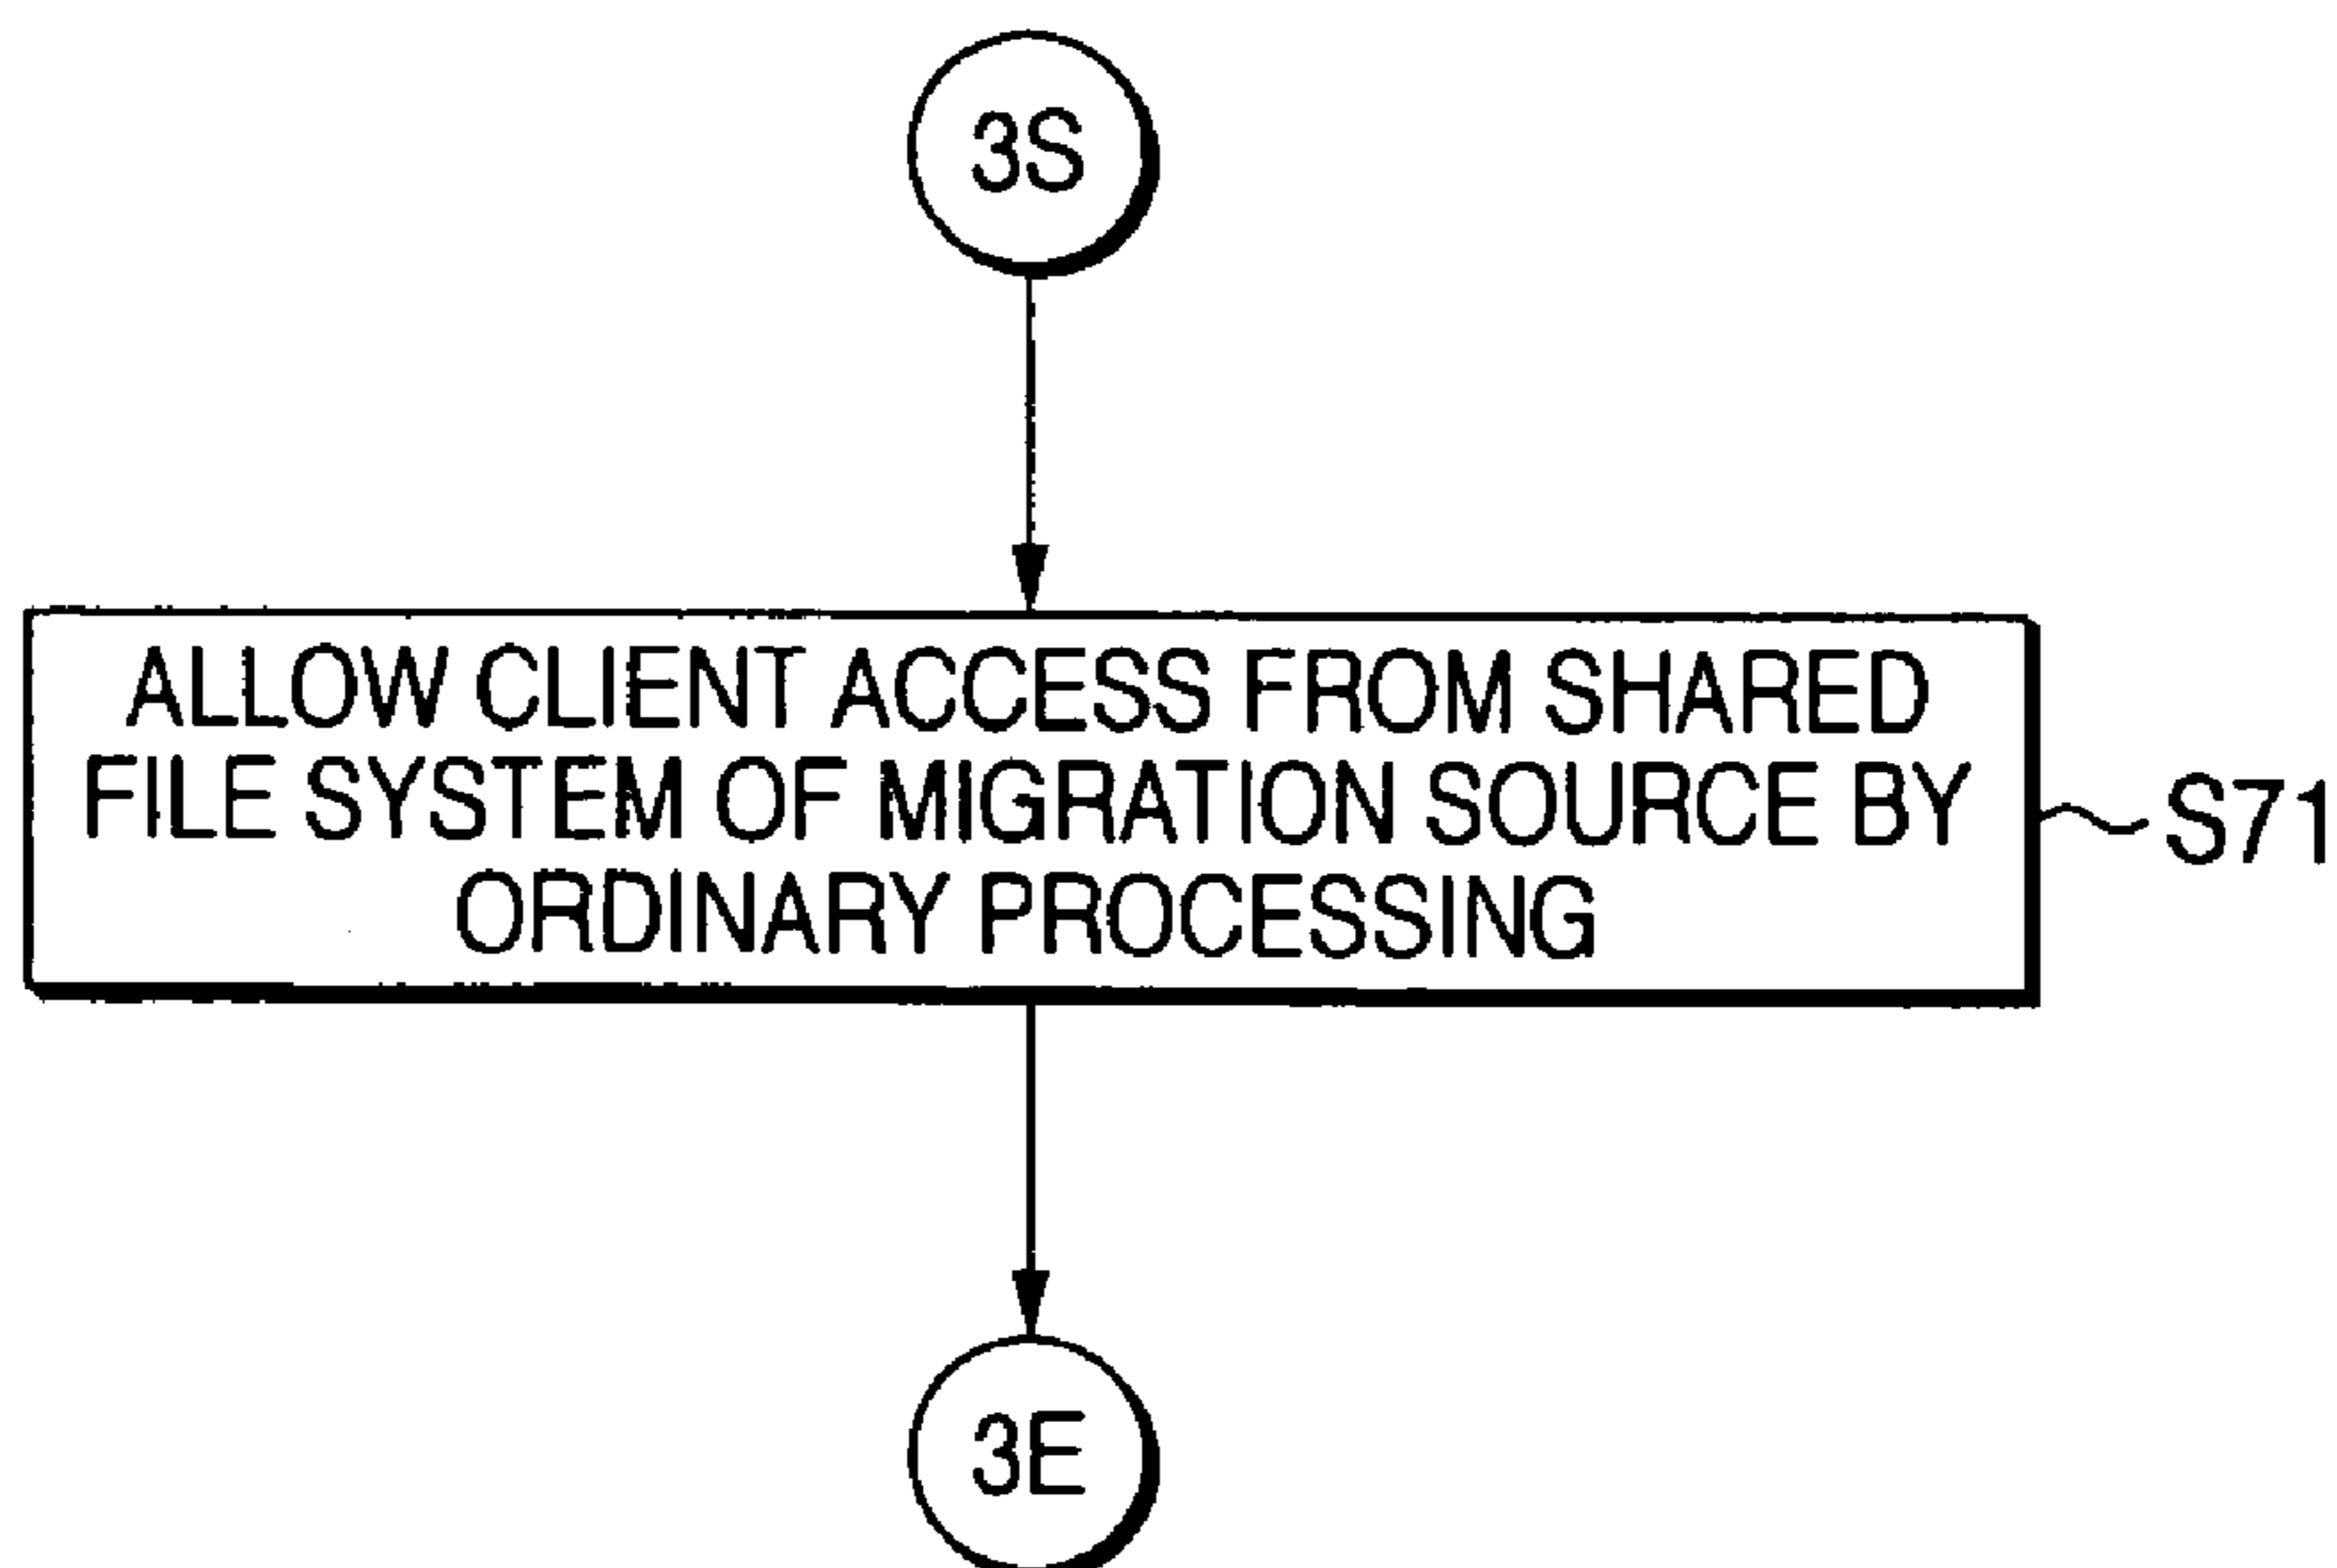 3S
ALLOW CLIENT ACCESS FROM SHARED
FILE SYSTEM OF MIGRATION SOURCE BY
ORDINARY PROCESSING
S71
3E